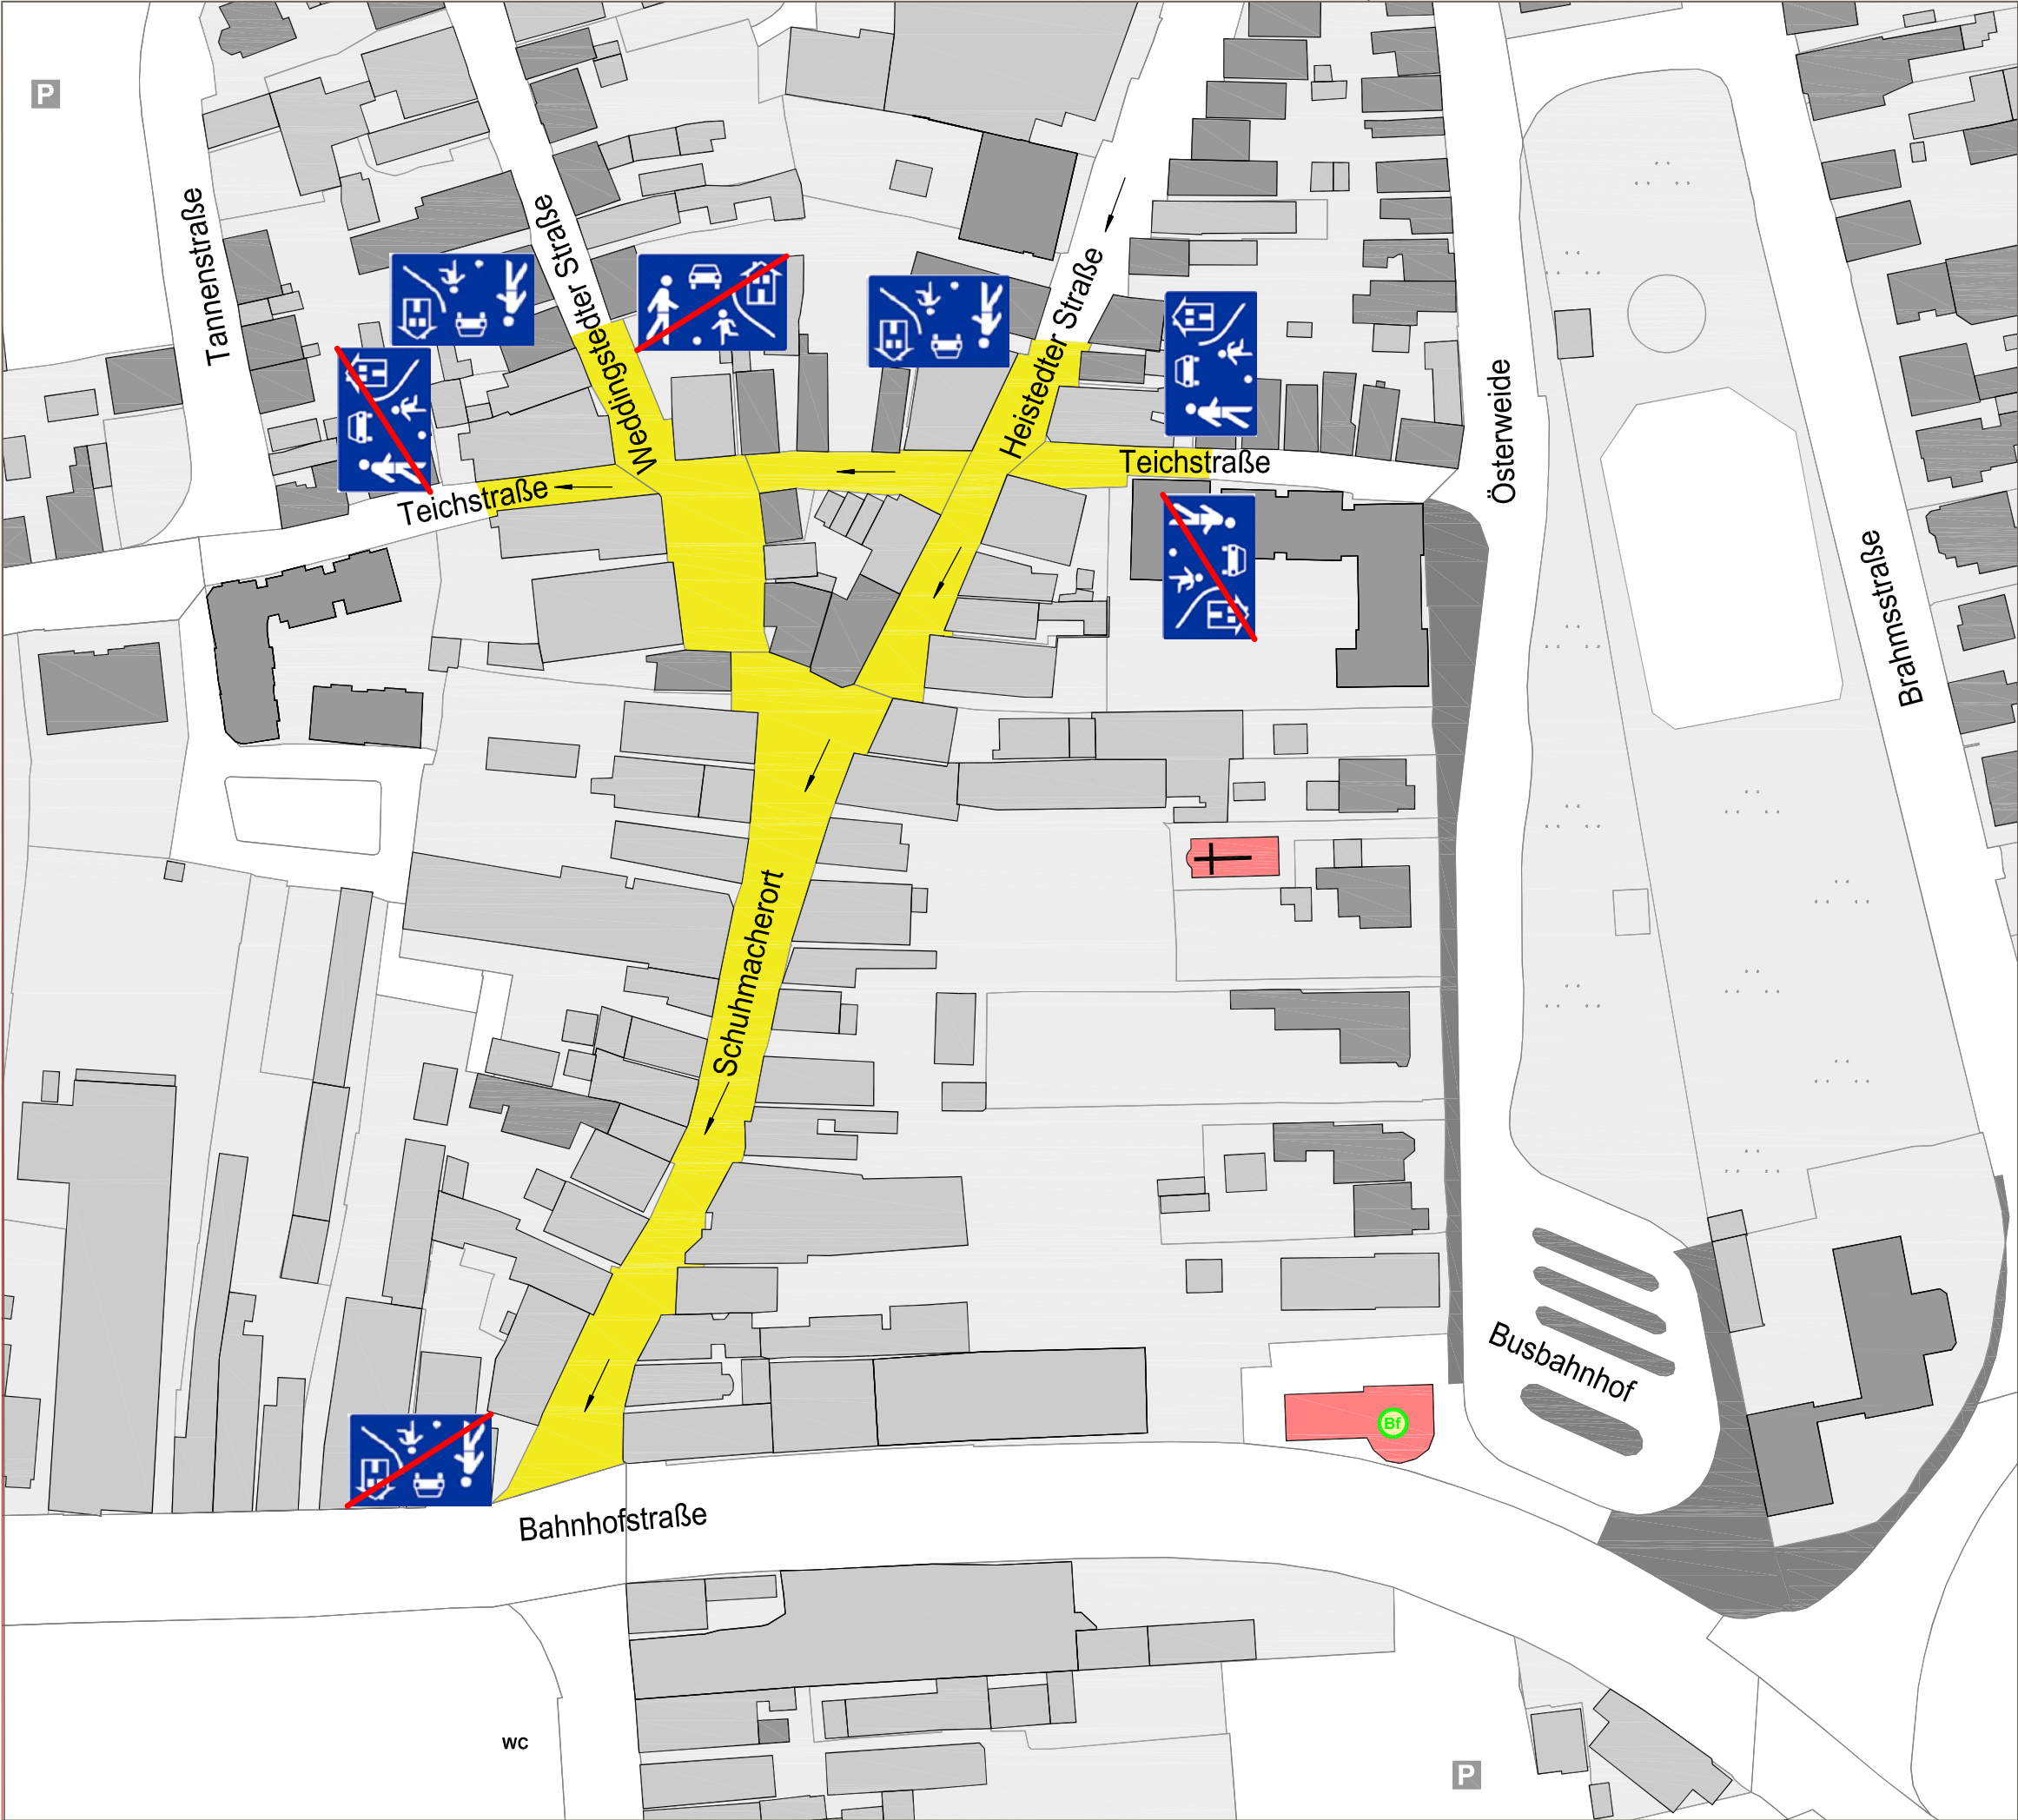 P
Tannenstraße
Weddingstedter Straße
Heistedter Straße
Teichstraße
Teichstraße
Österweide
Brahmsstraße
Schuhmacherort
Busbahnhof
Bf
Bahnhofstraße
wc
P